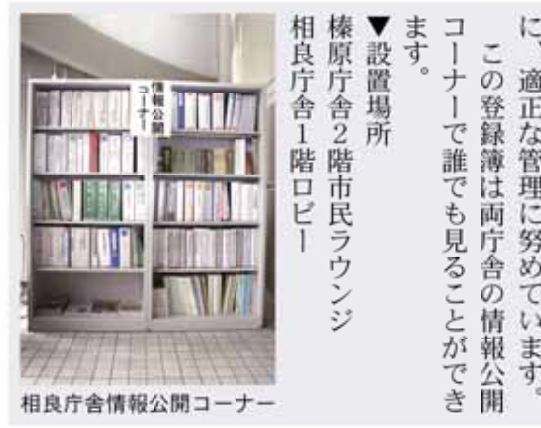 に、適正な管理に努めています。
この登録簿は両庁舎の情報公開
コーナーで誰でも見ることができ
ます。
▼設置場所
榛原庁舎2階市民ラウンジ
相良庁舎1階ロビー
情報公開
コーナー
相良庁舎情報公開コーナー